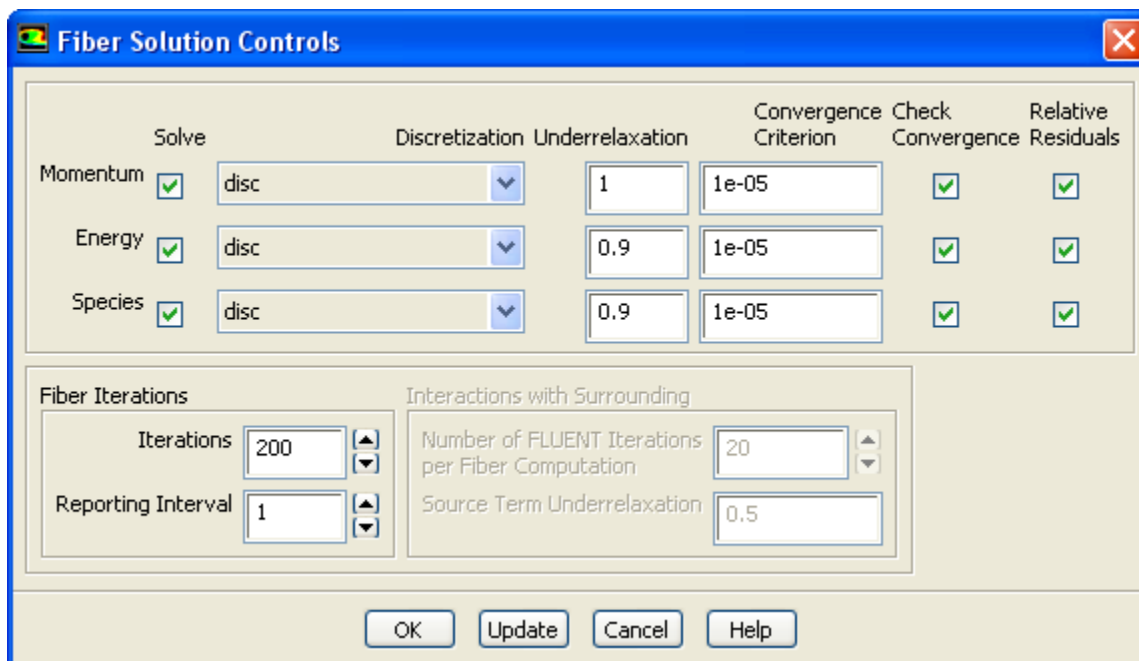 Fiber Solution Controls
Solve Discretization Underrelaxation Convergence Criterion Check Convergence Relative Residuals
Momentum disc 1 1e-05
Energy disc 0.9 1e-05
Species disc 0.9 1e-05
Fiber Iterations
Iterations 200
Reporting Interval 1
Interactions with Surrounding
Number of FLUENT Iterations
per Fiber Computation 20
Source Term Underrelaxation 0.5
OK Update Cancel Help